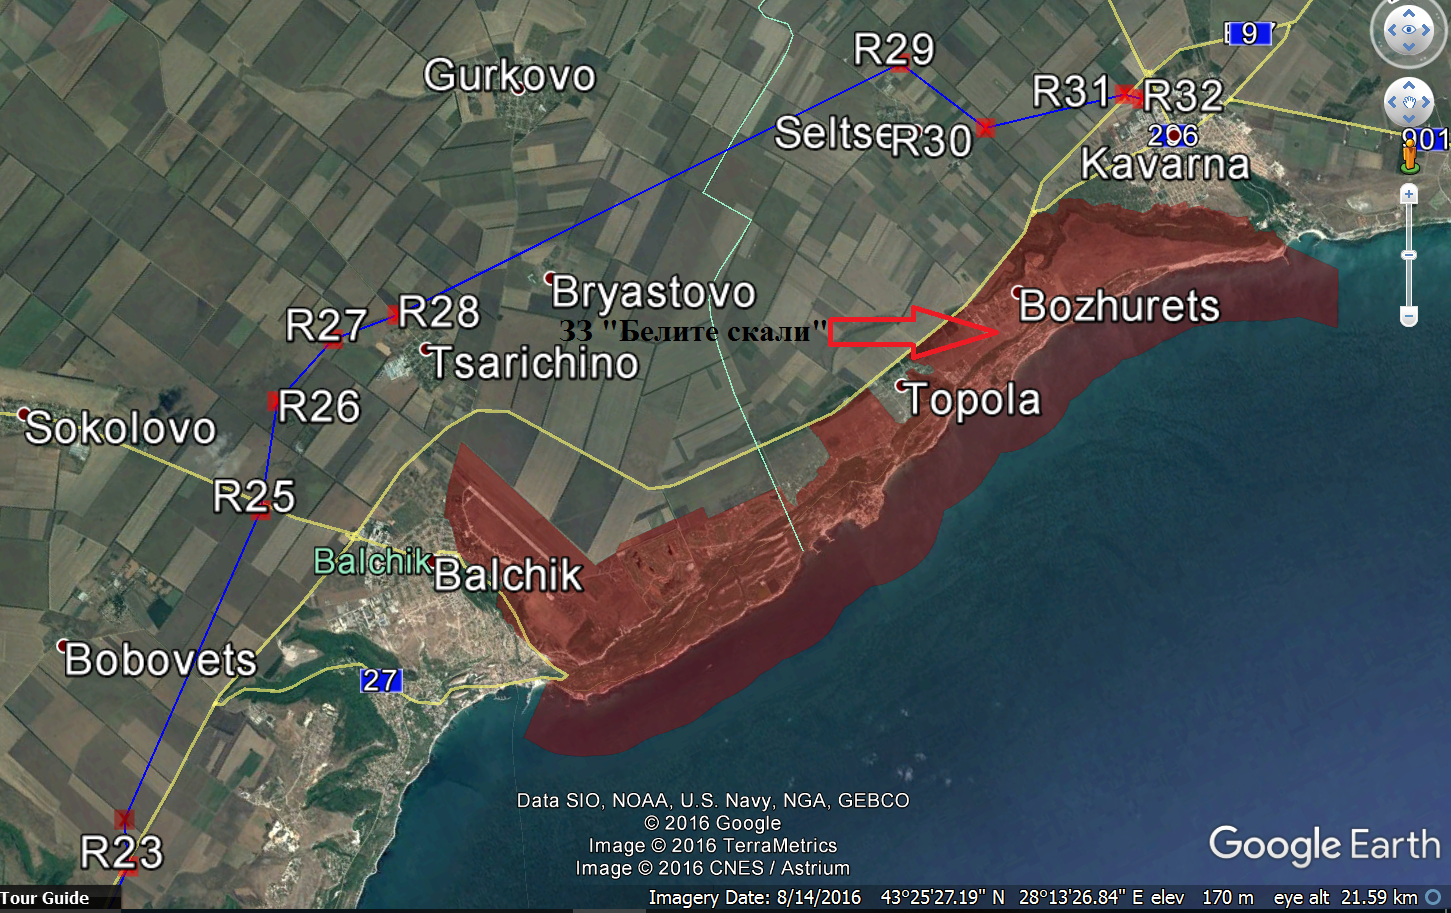 R29
9
Gurkovo
R31
R32
Seltse
R30
206
901
Kavarna
Bryastovo
Bozhurets
R28
R27
ЗЗ "Белите скали"
Tsarichino
Topola
R26
Sokolovo
R25
Balchik
Balchik
Bobovets
27
Data SIO, NOAA, U.S. Navy, NGA, GEBCO
© 2016 Google
Image © 2016 TerraMetrics
Image © 2016 CNES / Astrium
R23
Google Earth
Tour Guide
Imagery Date: 8/14/2016 43°25'27.19" N 28°13'26.84" E elev 170 m eye alt 21.59 km